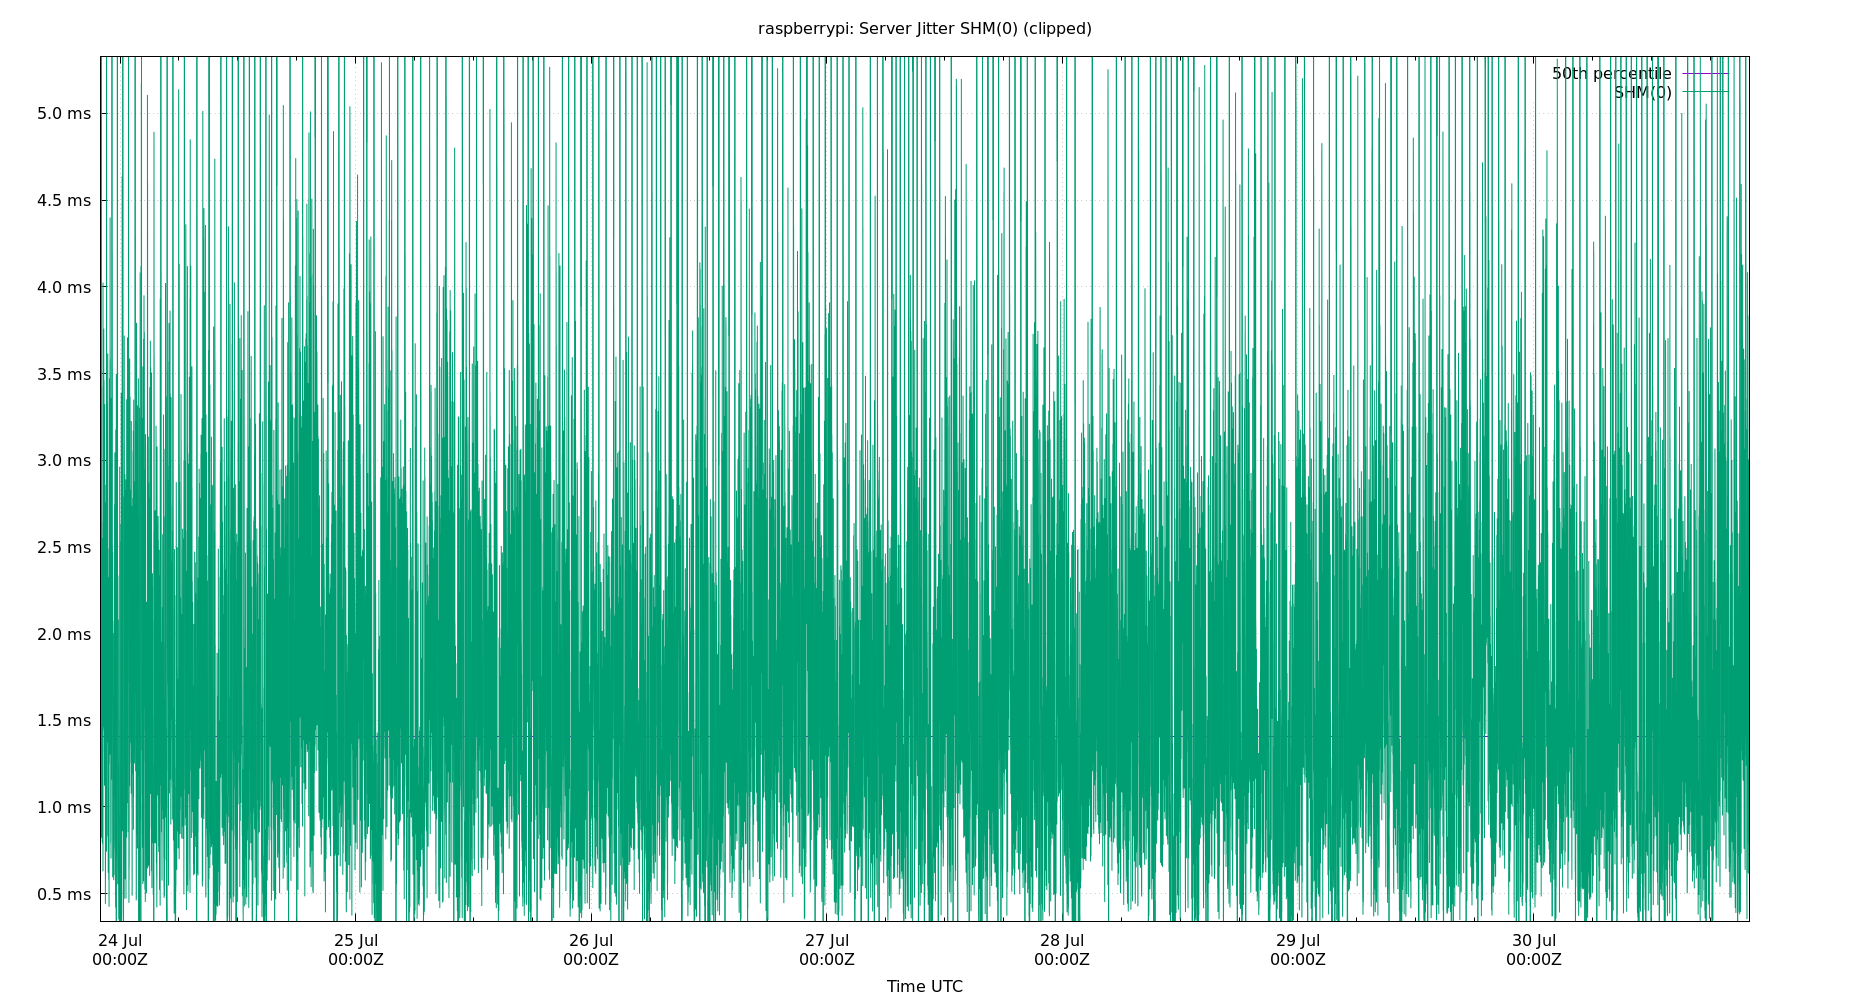 raspberrypi: Server Jitter SHM(0) (clipped)
50th percentile
SHM(0)
5.0 ms
4.5 ms
4.0 ms
3.5 ms
3.0 ms
2.5 ms
2.0 ms
1.5 ms
1.0 ms
0.5 ms
24 Jul 25 Jul 26 Jul 27 Jul 28 Jul 29 Jul 30 Jul
00:00Z 00:00Z 00:00Z 00:00Z 00:00Z 00:00Z 00:00Z
Time UTC